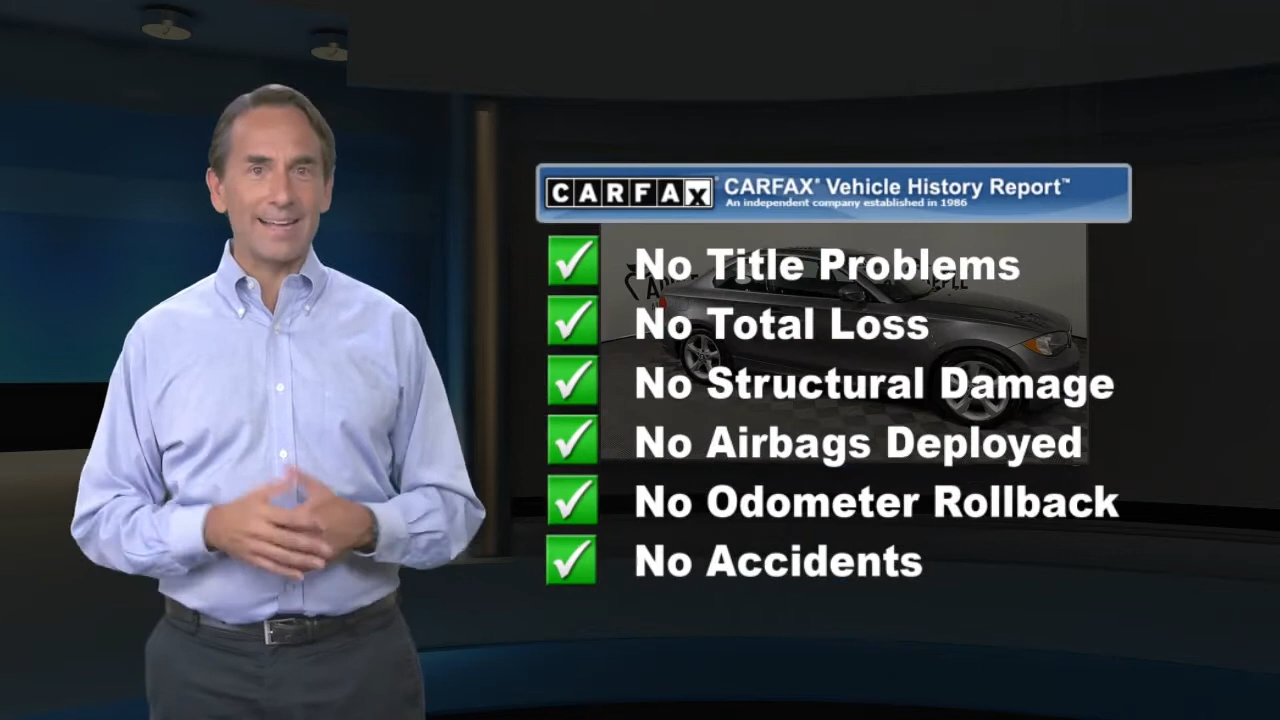 CARFAX
CARFAX® Vehicle History Report™
An independent company established in 1986
No Title Problems
No Total Loss
No Structural Damage
No Airbags Deployed
No Odometer Rollback
No Accidents